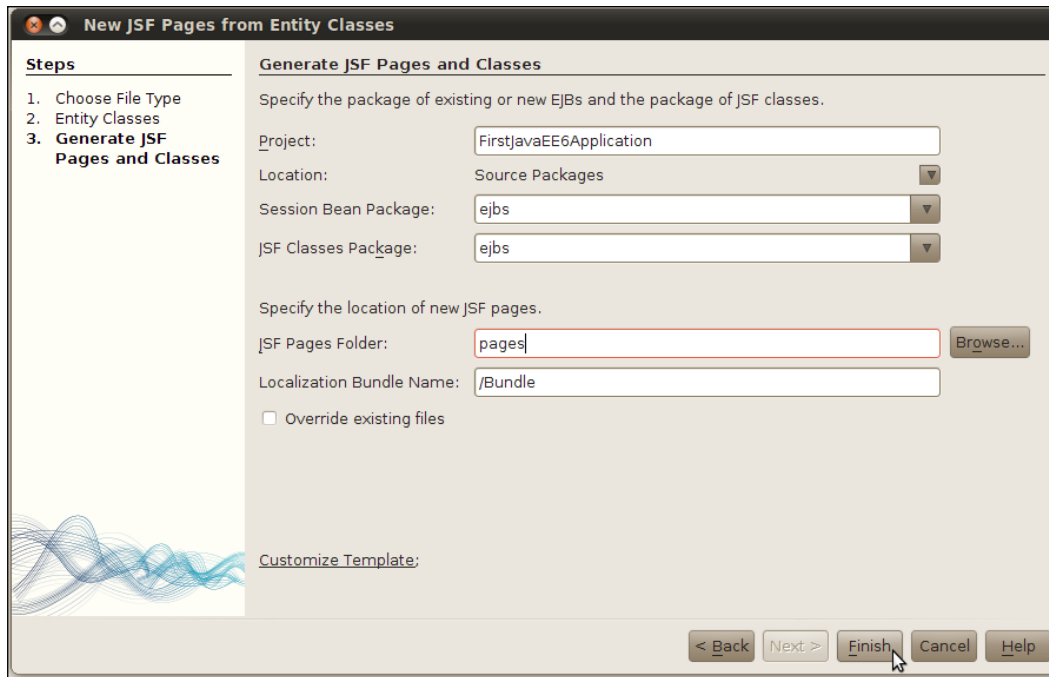 New JSF Pages from Entity Classes
Steps
1. Choose File Type
2. Entity Classes
3. Generate JSF
Pages and Classes
Generate JSF Pages and Classes
Specify the package of existing or new EJBs and the package of JSF classes.
Project: FirstJavaEE6Application
Location: Source Packages
Session Bean Package: ejbs
JSF Classes Package: ejbs
Specify the location of new JSF pages.
JSF Pages Folder: pages Browse...
Localization Bundle Name: /Bundle
Override existing files
Customize Template:
< Back Next > Finish Cancel Help